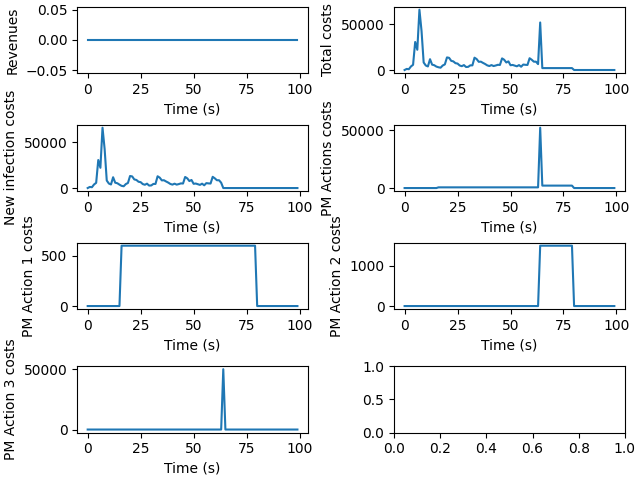 Revenues
0.05
0.00
−0.05
0 25 50 75 100
Time (s)
Total costs
50000
0
0 25 50 75 100
Time (s)
New infection costs
50000
0
0 25 50 75 100
Time (s)
PM Actions costs
50000
0
0 25 50 75 100
Time (s)
PM Action 1 costs
500
0
0 25 50 75 100
Time (s)
PM Action 2 costs
1000
0
0 25 50 75 100
Time (s)
PM Action 3 costs
50000
0
0 25 50 75 100
Time (s)
1.0
0.5
0.0
0.0 0.2 0.4 0.6 0.8 1.0